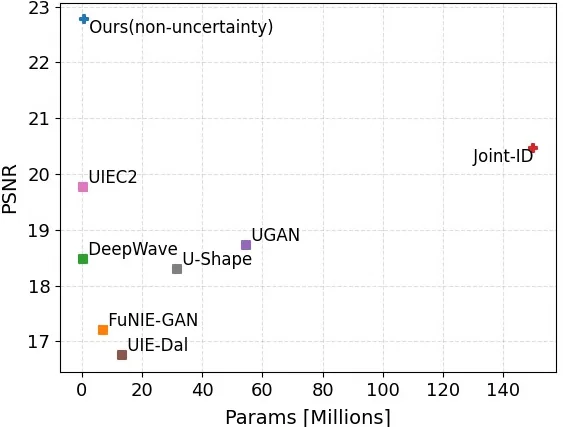 23
22
21
20
19
18
17
PSNR
Ours(non-uncertainty)
Joint-ID
UIEC2
UGAN
DeepWave
U-Shape
FuNIE-GAN
UIE-Dal
0 20 40 60 80 100 120 140
Params [Millions]